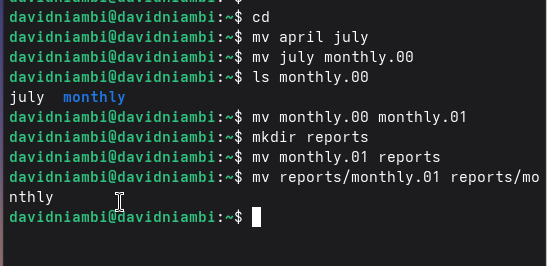 davidniambi@davidniambi:~$ cd
davidniambi@davidniambi:~$ mv april july
davidniambi@davidniambi:~$ mv july monthly.00
davidniambi@davidniambi:~$ ls monthly.00
july  monthly
davidniambi@davidniambi:~$ mv monthly.00 monthly.01
davidniambi@davidniambi:~$ mkdir reports
davidniambi@davidniambi:~$ mv monthly.01 reports
davidniambi@davidniambi:~$ mv reports/monthly.01 reports/mo
nthly
davidniambi@davidniambi:~$